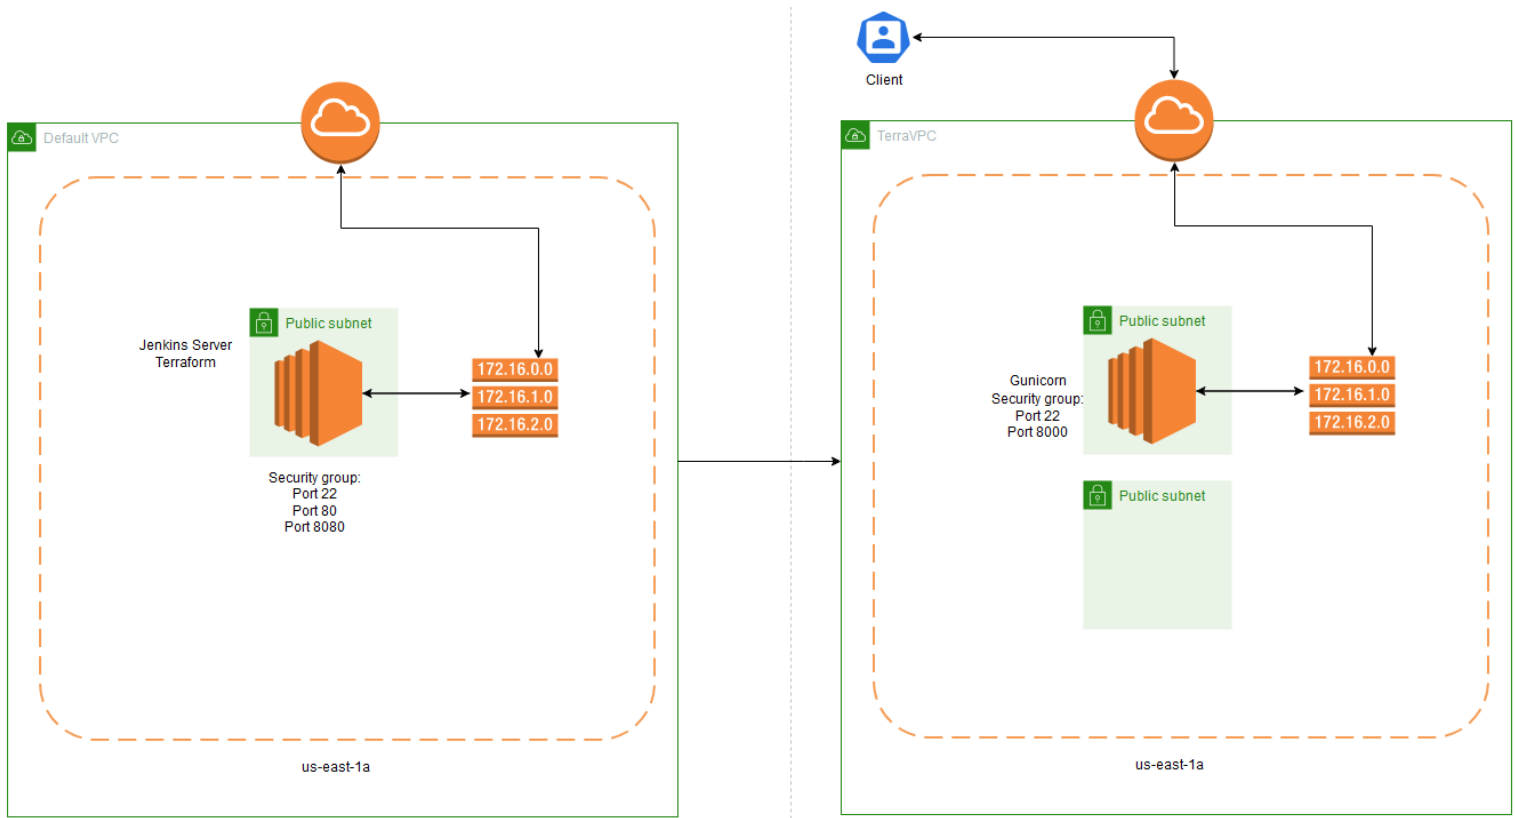 Default VPC
Public subnet
Jenkins Server
Terraform
172.16.0.0
172.16.1.0
172.16.2.0
Security group:
Port 22
Port 80
Port 8080
us-east-1a
Client
TerraVPC
Public subnet
Gunicorn
Security group:
Port 22
Port 8000
172.16.0.0
172.16.1.0
172.16.2.0
Public subnet
us-east-1a